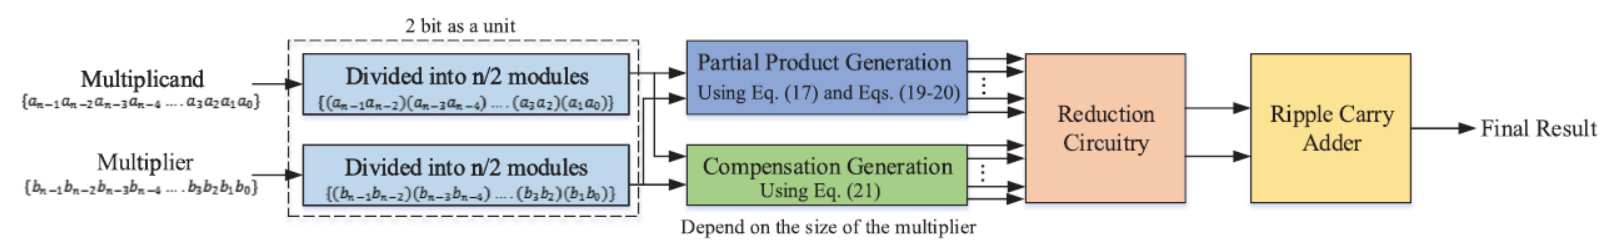 2 bit as a unit
Multiplicand
{aₙ₋₁aₙ₋₂aₙ₋₃aₙ₋₄ .... a₃a₂a₁a₀}
Divided into n/2 modules
{(aₙ₋₁aₙ₋₂)(aₙ₋₃aₙ₋₄) .... (a₃a₂)(a₁a₀)}
Multiplier
{bₙ₋₁bₙ₋₂bₙ₋₃bₙ₋₄ .... b₃b₂b₁b₀}
Divided into n/2 modules
{(bₙ₋₁bₙ₋₂)(bₙ₋₃bₙ₋₄) .... (b₃b₂)(b₁b₀)}
Partial Product Generation
Using Eq. (17) and Eqs. (19-20)
Compensation Generation
Using Eq. (21)
Depend on the size of the multiplier
Reduction
Circuitry
Ripple Carry
Adder
Final Result